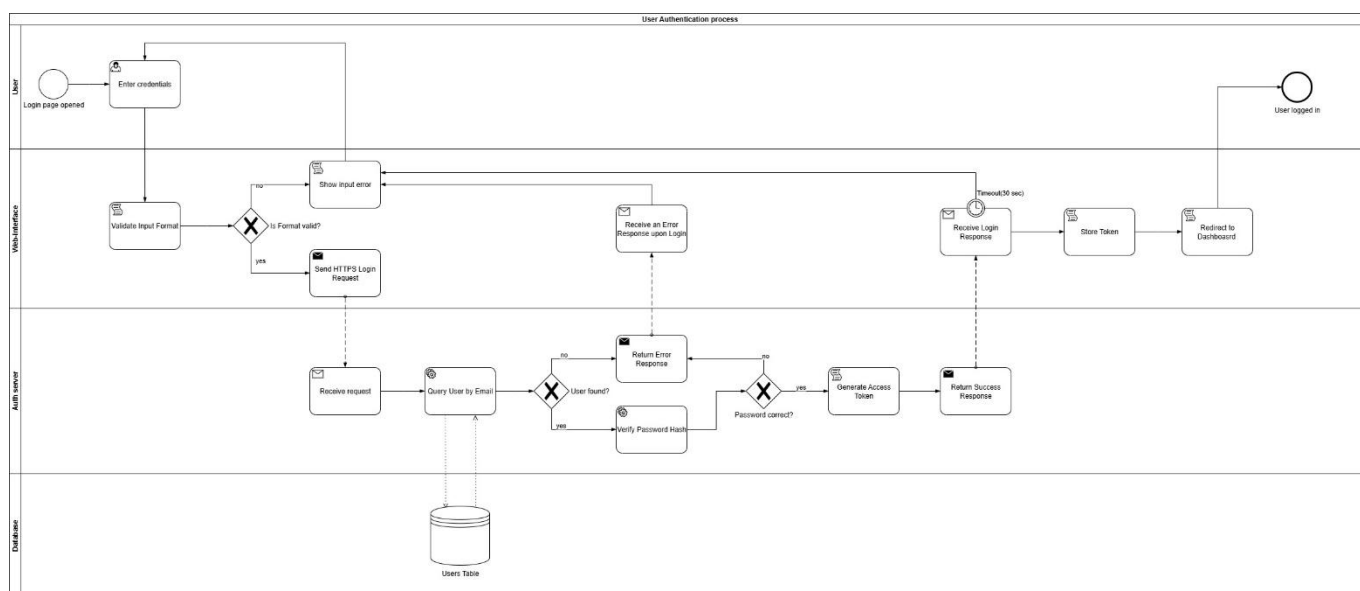 User Authentication process
User
Login page opened
Enter credentials
User logged in
Web-Interface
Validate Input Format
Is Format valid?
no
yes
Show input error
Send HTTPS Login
Request
Receive an Error
Response upon Login
Timeout(30 sec)
Receive Login
Response
Store Token
Redirect to
Dashboasrd
Auth server
Receive request
Query User by Email
User found?
no
yes
Return Error
Response
Verify Password Hash
no
yes
Password correct?
Generate Access
Token
Return Success
Response
Database
Users Table